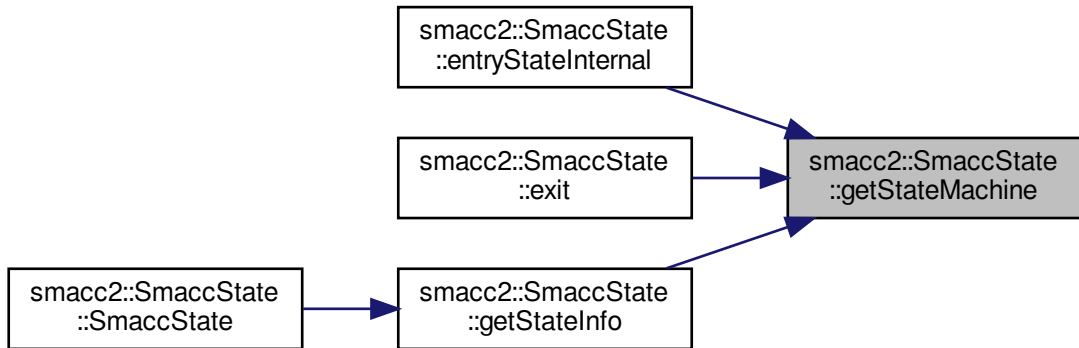 smacc2::SmaccState
::entryStateInternal
smacc2::SmaccState
::exit
smacc2::SmaccState
::getStateMachine
smacc2::SmaccState
::SmaccState
smacc2::SmaccState
::getStateInfo